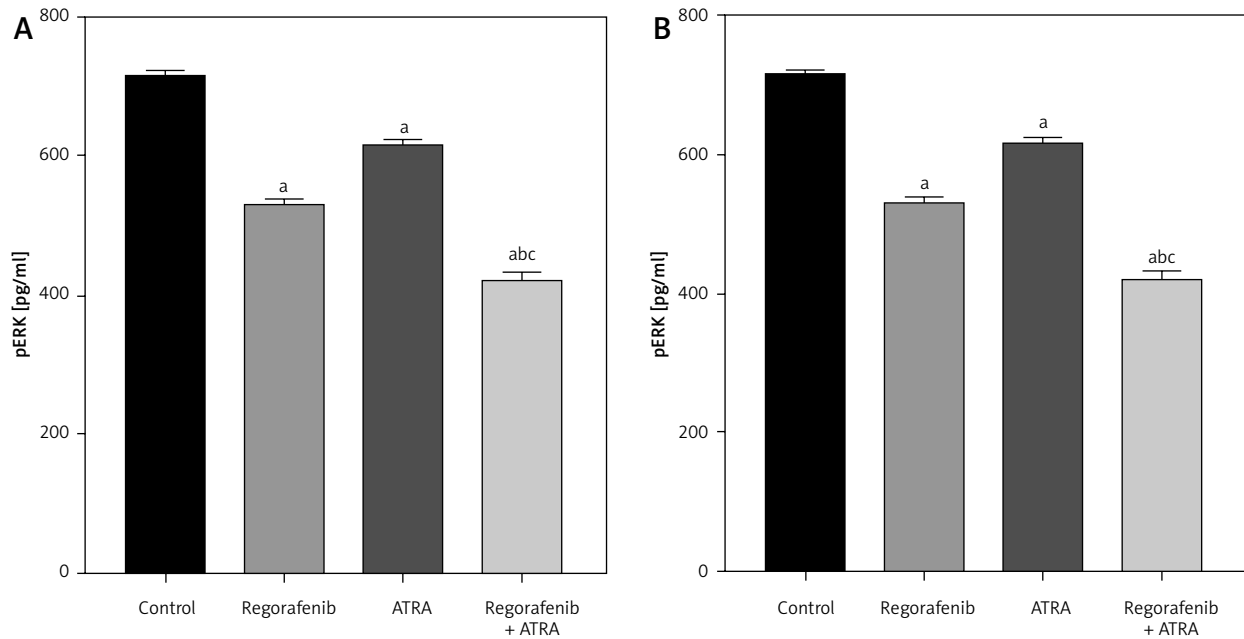 A
800
600
400
200
0
pERK [pg/ml]
a
a
abc
Control
Regorafenib
ATRA
Regorafenib
+ ATRA
B
800
600
400
200
0
pERK [pg/ml]
a
a
abc
Control
Regorafenib
ATRA
Regorafenib
+ ATRA